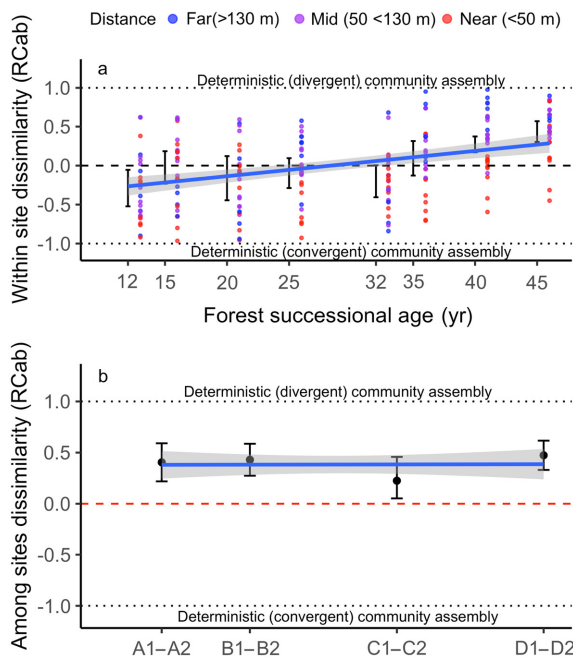 Distance Far(>130 m) Mid (50 <130 m) Near (<50 m)
a
Deterministic (divergent) community assembly
Within site dissimilarity (RCab)
1.0
0.5
0.0
-0.5
-1.0
Deterministic (convergent) community assembly
12 15 20 25 32 35 40 45
Forest successional age (yr)
b
Deterministic (divergent) community assembly
Among sites dissimilarity (RCab)
1.0
0.5
0.0
-0.5
-1.0
Deterministic (convergent) community assembly
A1−A2 B1−B2 C1−C2 D1−D2